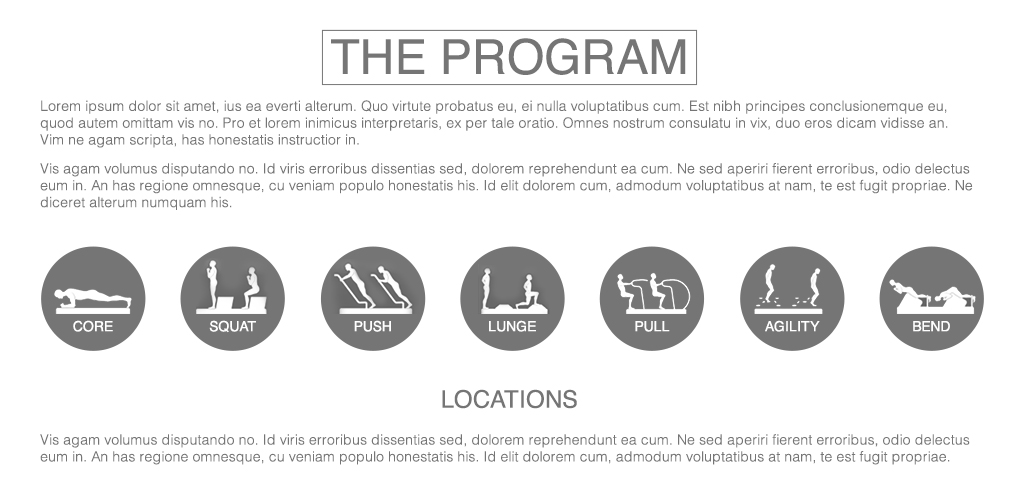 THE PROGRAM
Lorem ipsum dolor sit amet, ius ea everti alterum. Quo virtute probatus eu, ei nulla voluptatibus cum. Est nibh principes conclusionemque eu,
quod autem omittam vis no. Pro et lorem inimicus interpretaris, ex per tale oratio. Omnes nostrum consulatu in vix, duo eros dicam vidisse an.
Vim ne agam scripta, has honestatis instructior in.
Vis agam volumus disputando no. Id viris erroribus dissentias sed, dolorem reprehendunt ea cum. Ne sed aperiri fierent erroribus, odio delectus
eum in. An has regione omnesque, cu veniam populo honestatis his. Id elit dolorem cum, admodum voluptatibus at nam, te est fugit propriae. Ne
diceret alterum numquam his.
CORE SQUAT PUSH LUNGE PULL AGILITY BEND
LOCATIONS
Vis agam volumus disputando no. Id viris erroribus dissentias sed, dolorem reprehendunt ea cum. Ne sed aperiri fierent erroribus, odio delectus
eum in. An has regione omnesque, cu veniam populo honestatis his. Id elit dolorem cum, admodum voluptatibus at nam, te est fugit propriae.